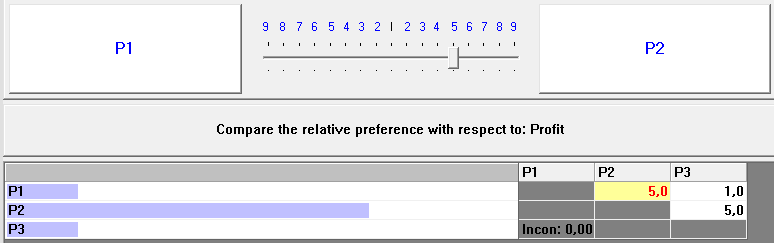 P1
9 8 7 6 5 4 3 2 1 2 3 4 5 6 7 8 9
P2
Compare the relative preference with respect to: Profit
P1 P2 P3
P1 5,0 1,0
P2 5,0
P3 Incon: 0,00